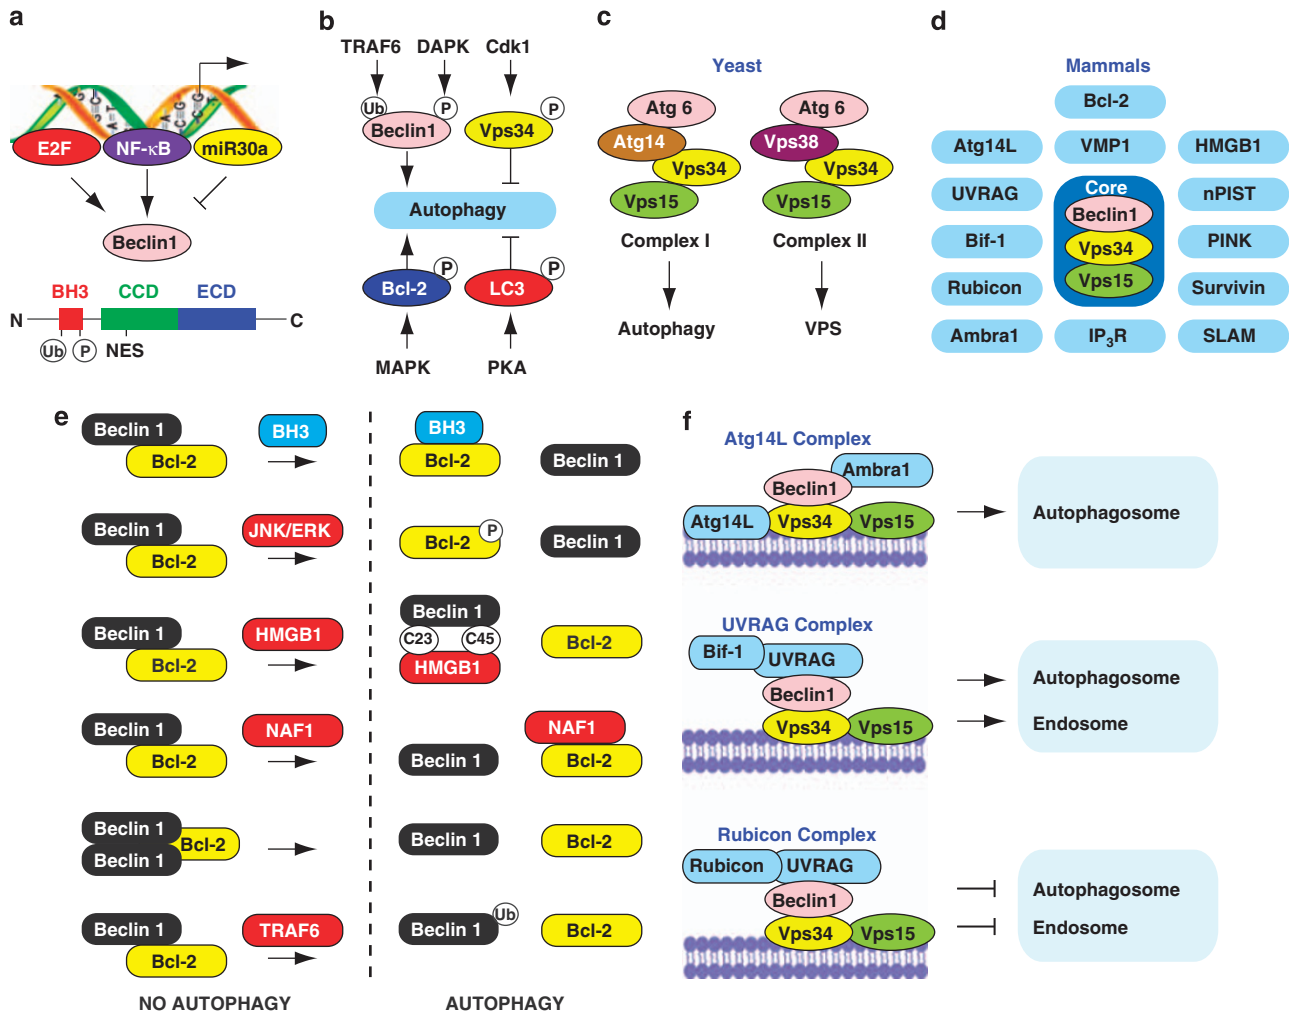 a
E2F
NF-κB
miR30a
Beclin1
BH3
CCD
ECD
N
C
Ub
P
NES
b
TRAF6
DAPK
Cdk1
Ub
P
P
Beclin1
Vps34
Autophagy
P
P
Bcl-2
LC3
MAPK
PKA
c
Yeast
Atg 6
Atg14
Vps34
Vps15
Complex I
Autophagy
Atg 6
Vps38
Vps34
Vps15
Complex II
VPS
d
Mammals
Bcl-2
Atg14L
VMP1
HMGB1
UVRAG
Core
nPIST
Beclin1
Bif-1
Vps34
PINK
Rubicon
Vps15
Survivin
Ambra1
IP3R
SLAM
e
Beclin 1
Bcl-2
BH3
BH3
Bcl-2
Beclin 1
Beclin 1
Bcl-2
JNK/ERK
Bcl-2
P
Beclin 1
Beclin 1
Bcl-2
HMGB1
Beclin 1
C23
C45
HMGB1
Bcl-2
Beclin 1
Bcl-2
NAF1
Beclin 1
NAF1
Bcl-2
Beclin 1
Beclin 1
Bcl-2
Beclin 1
Bcl-2
Beclin 1
Bcl-2
TRAF6
Beclin 1
Ub
Bcl-2
NO AUTOPHAGY
AUTOPHAGY
f
Atg14L Complex
Ambra1
Beclin1
Atg14L
Vps34
Vps15
Autophagosome
UVRAG Complex
Bif-1
UVRAG
Beclin1
Vps34
Vps15
Autophagosome
Endosome
Rubicon Complex
Rubicon
UVRAG
Beclin1
Vps34
Vps15
Autophagosome
Endosome